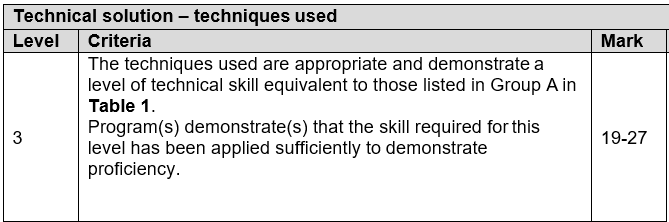 Technical solution – techniques used
Level Criteria Mark
The techniques used are appropriate and demonstrate a
level of technical skill equivalent to those listed in Group A in
Table 1.
Program(s) demonstrate(s) that the skill required for this
3 level has been applied sufficiently to demonstrate 19-27
proficiency.